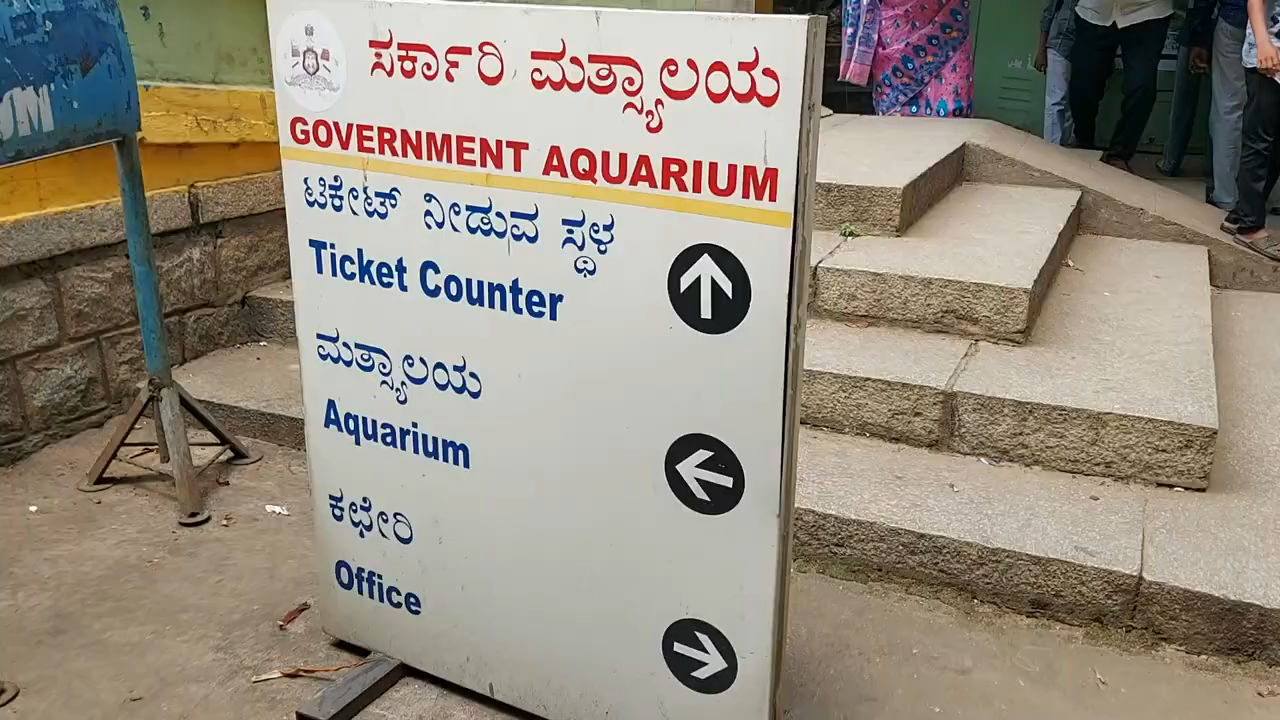 ಸರ್ಕಾರಿ ಮತ್ಸ್ಯಾಲಯ
GOVERNMENT AQUARIUM
ಟಿಕೇಟ್ ನೀಡುವ ಸ್ಥಳ
Ticket Counter
ಮತ್ಸ್ಯಾಲಯ
Aquarium
ಕಛೇರಿ
Office